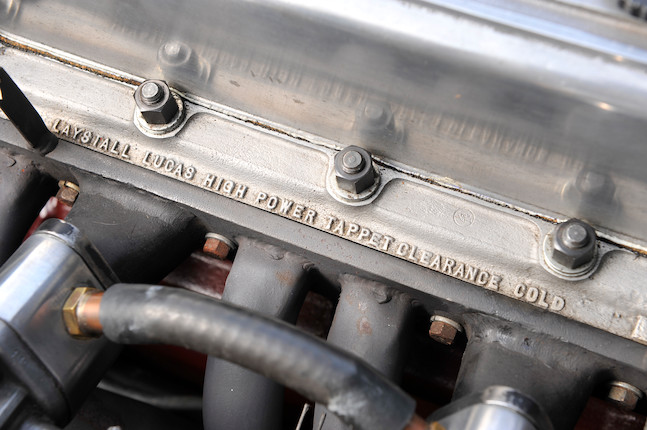 LAYSTALL LUCAS HIGH POWER TAPPET CLEARANCE COLD